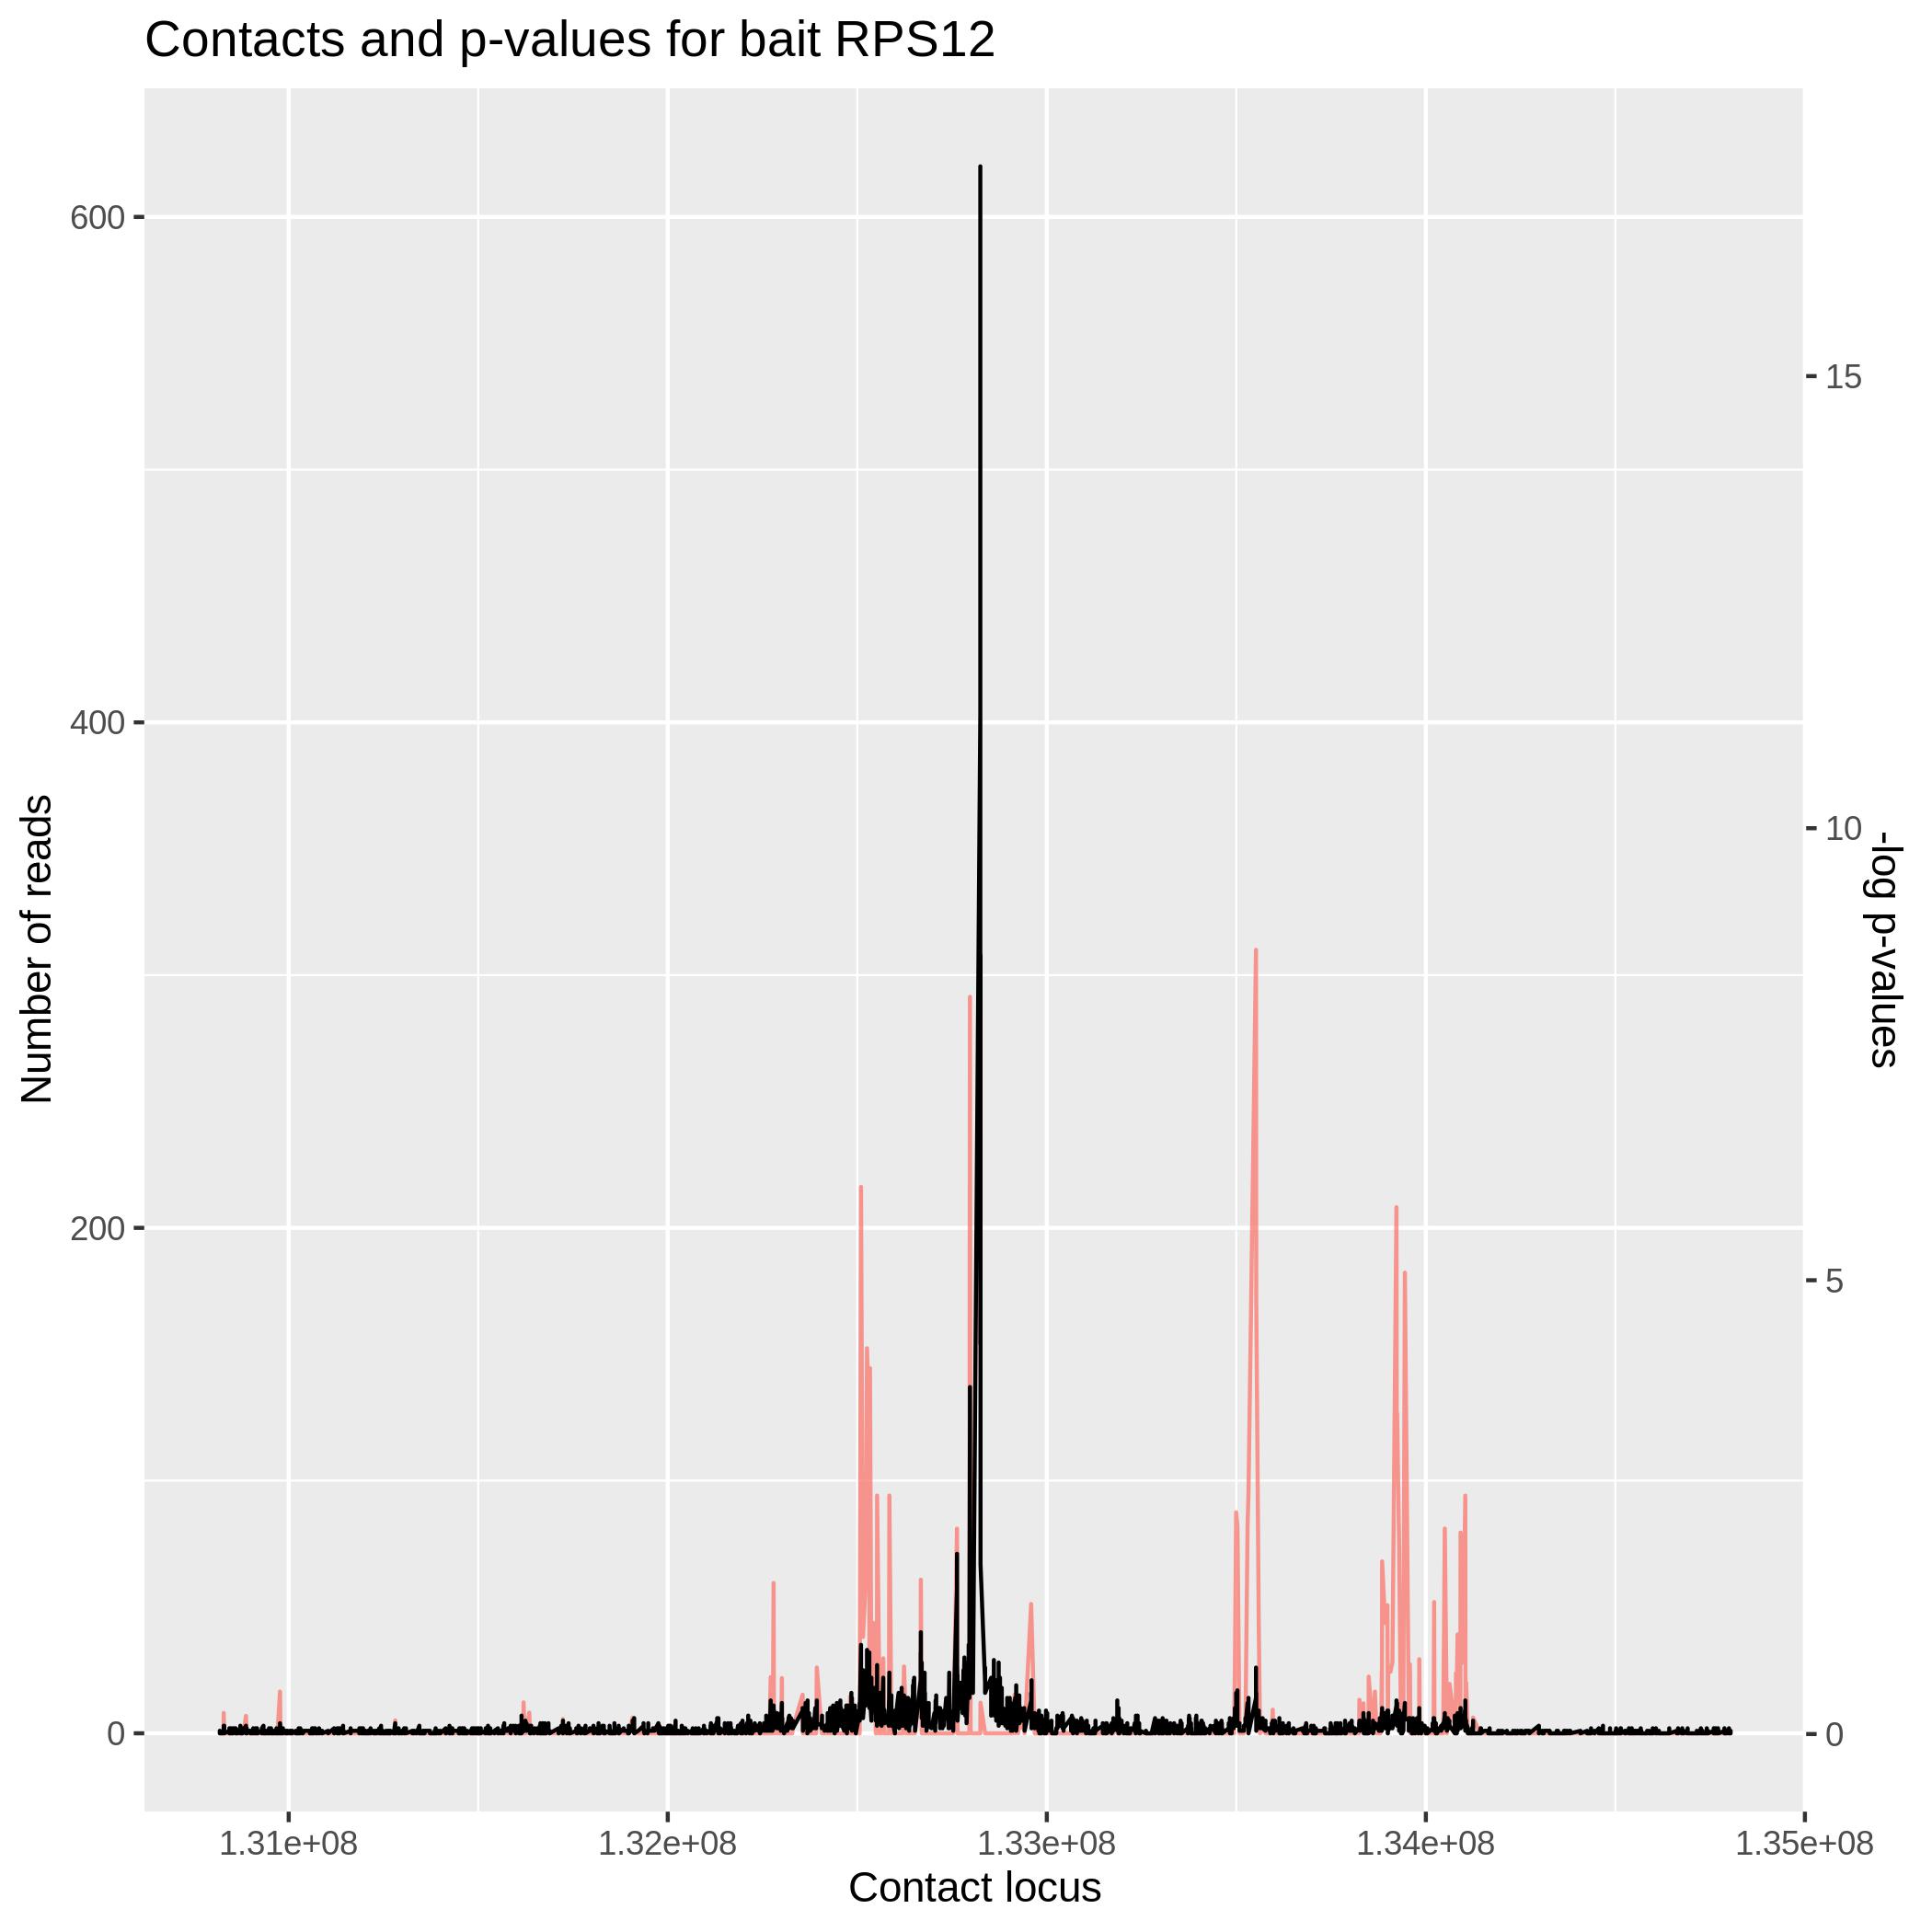 Contacts and p-values for bait RPS12
600
400
200
0
Number of reads
15
10
5
0
-log p-values
1.31e+08
1.32e+08
1.33e+08
1.34e+08
1.35e+08
Contact locus